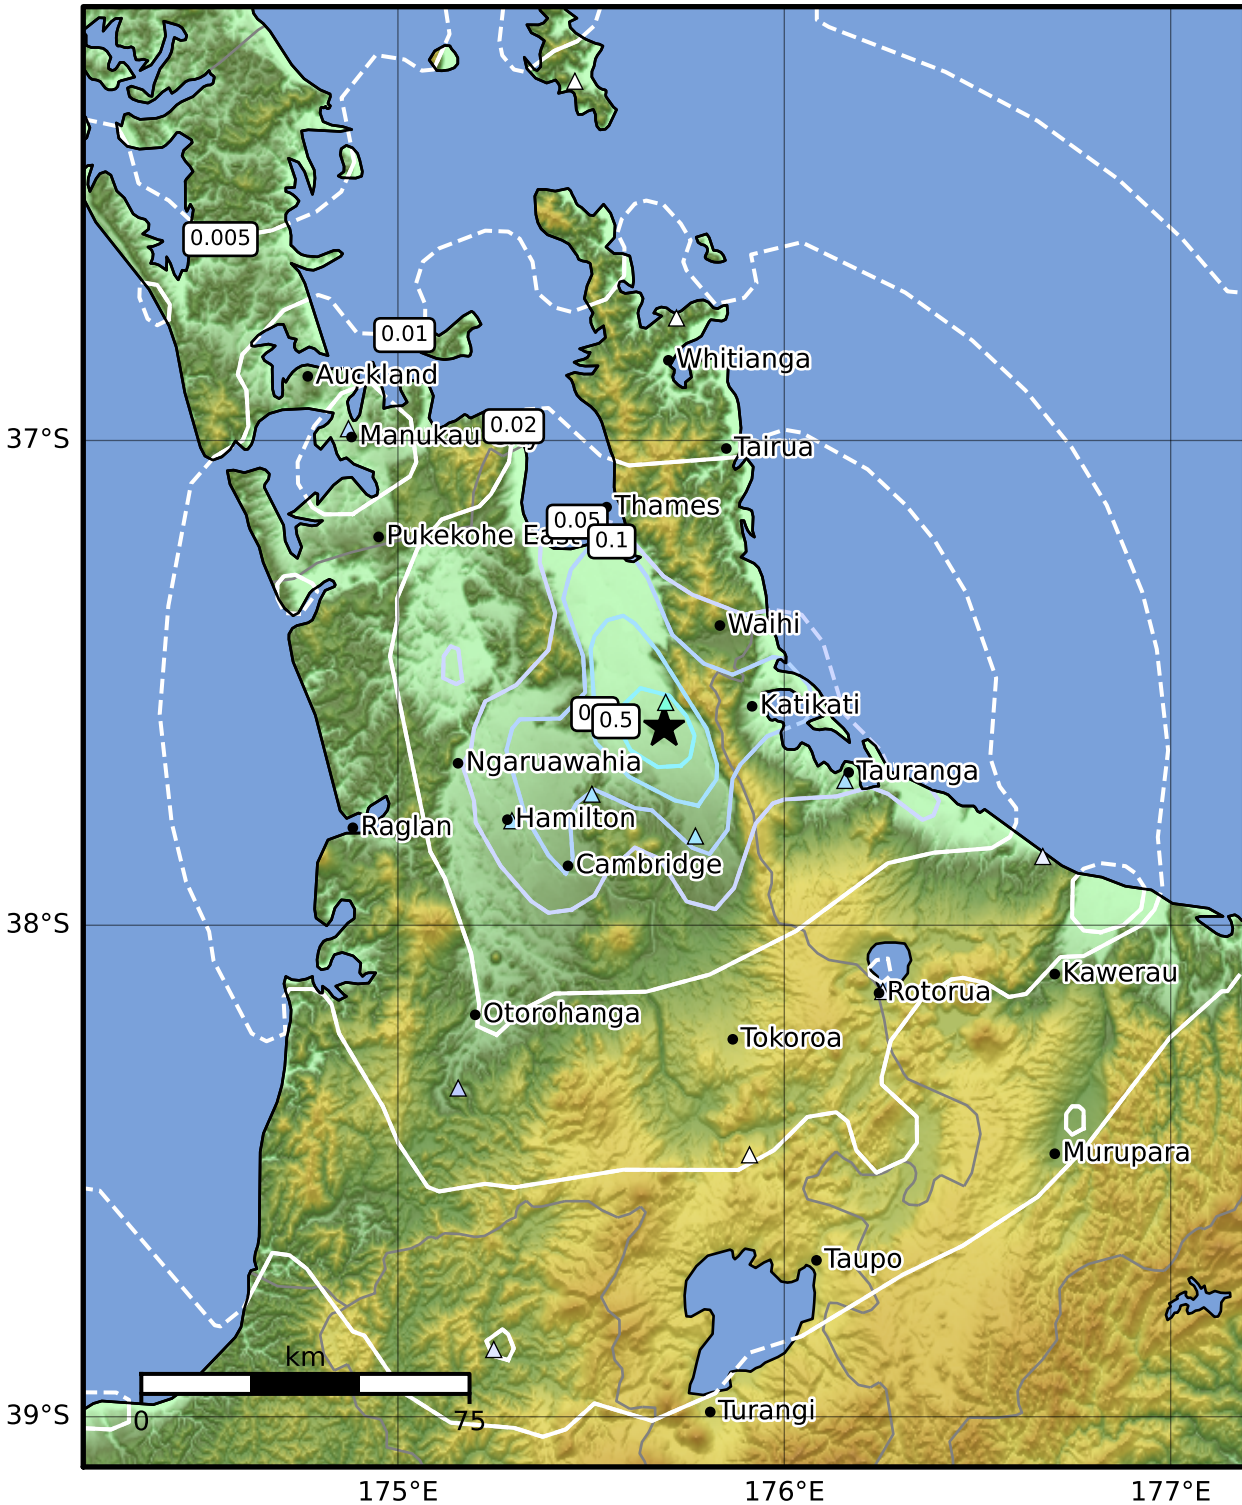 0.005
0.01
Whitianga
Auckland
0.02
Manukau
37°S
Tairua
Thames
0.05
Pukekohe East
0.1
Waihi
Katikati
0.5
Ngaruawahia
Tauranga
Hamilton
Raglan
Cambridge
38°S
Kawerau
Rotorua
Otorohanga
Tokoroa
Murupara
Taupo
km
0
75
39°S
Turangi
175°E
176°E
177°E